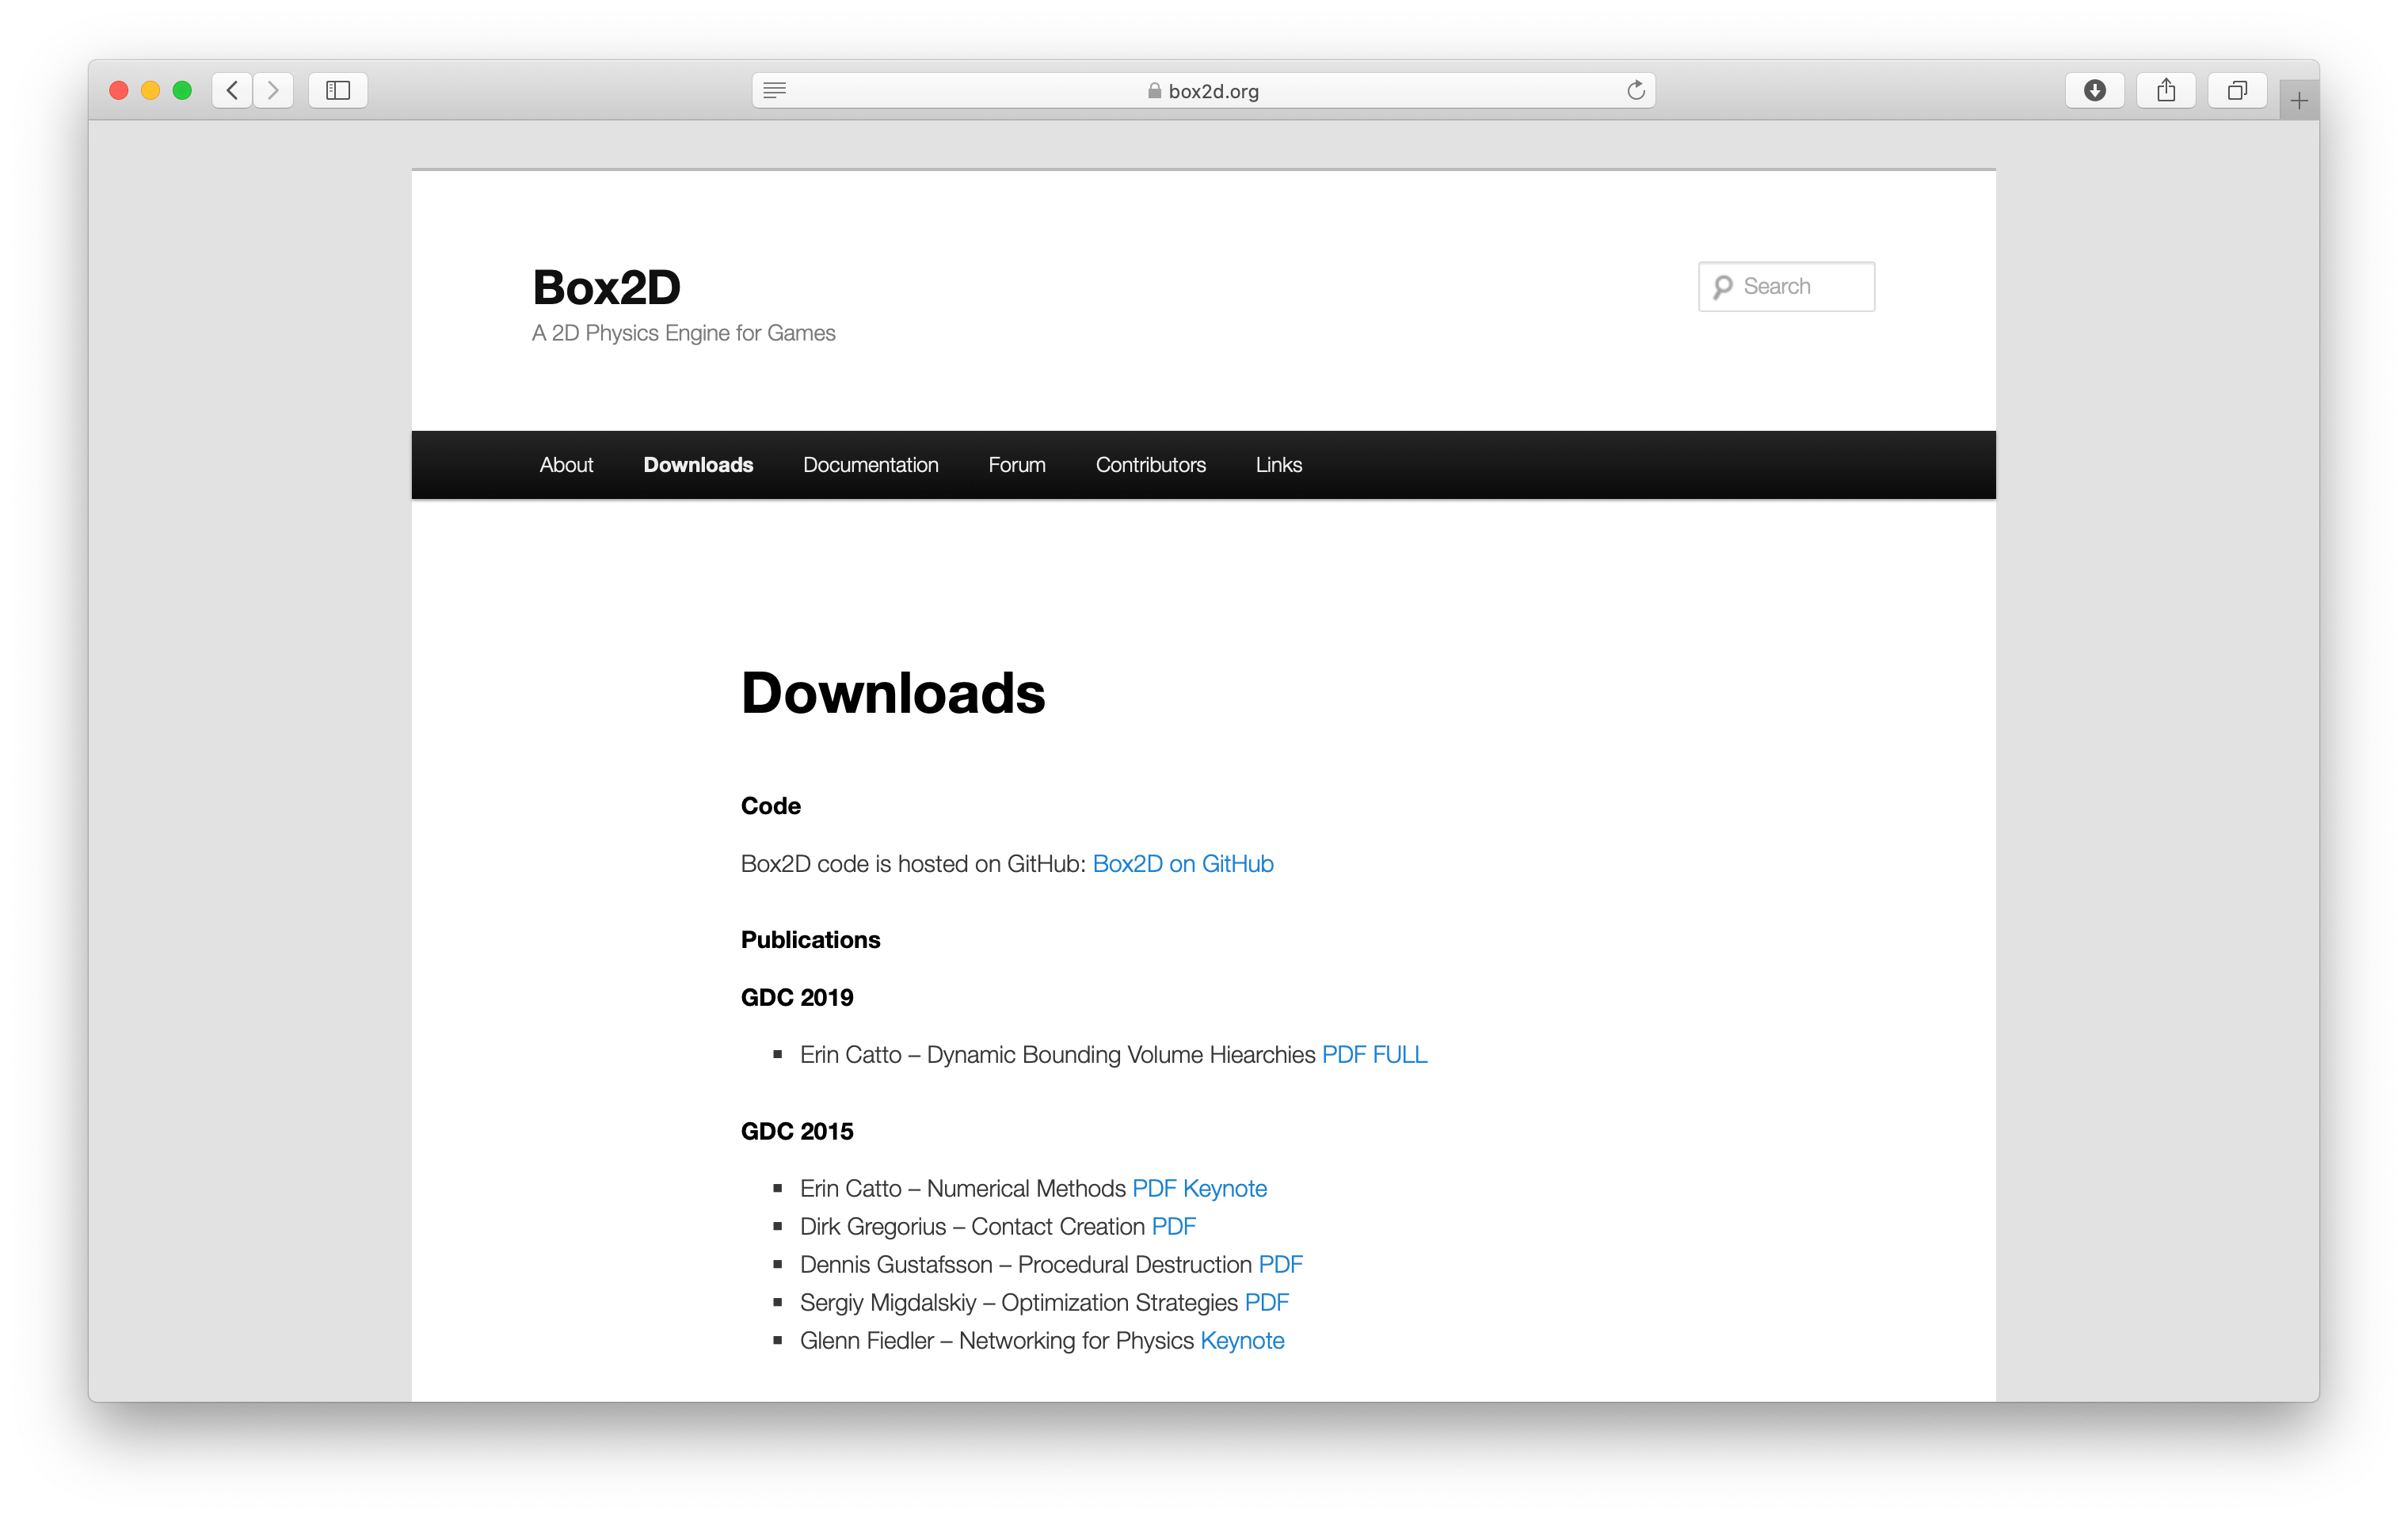 box2d.org
Box2D
Search
A 2D Physics Engine for Games
About Downloads Documentation Forum Contributors Links
Downloads
Code
Box2D code is hosted on GitHub: Box2D on GitHub
Publications
GDC 2019
Erin Catto – Dynamic Bounding Volume Hiearchies PDF FULL
GDC 2015
Erin Catto – Numerical Methods PDF Keynote
Dirk Gregorius – Contact Creation PDF
Dennis Gustafsson – Procedural Destruction PDF
Sergiy Migdalskiy – Optimization Strategies PDF
Glenn Fiedler – Networking for Physics Keynote